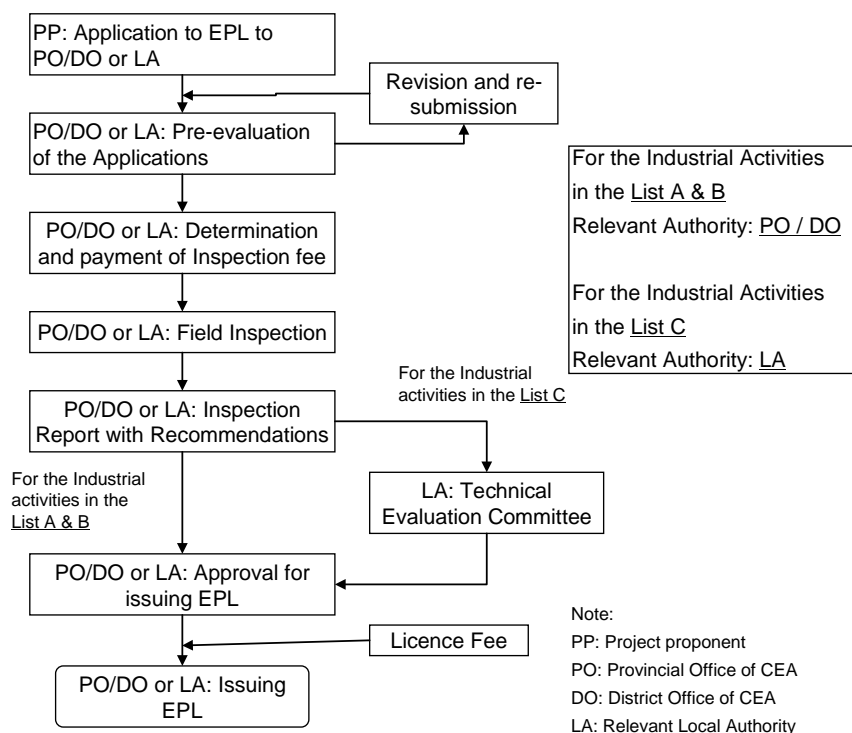 PP: Application to EPL to
PO/DO or LA
Revision and re-
submission
PO/DO or LA: Pre-evaluation
of the Applications
For the Industrial Activities
in the List A & B
Relevant Authority: PO / DO
For the Industrial Activities
in the List C
Relevant Authority: LA
PO/DO or LA: Determination
and payment of Inspection fee
PO/DO or LA: Field Inspection
For the Industrial
activities in the List C
PO/DO or LA: Inspection
Report with Recommendations
For the Industrial
activities in the
List A & B
LA: Technical
Evaluation Committee
PO/DO or LA: Approval for
issuing EPL
Licence Fee
PO/DO or LA: Issuing
EPL
Note:
PP: Project proponent
PO: Provincial Office of CEA
DO: District Office of CEA
LA: Relevant Local Authority